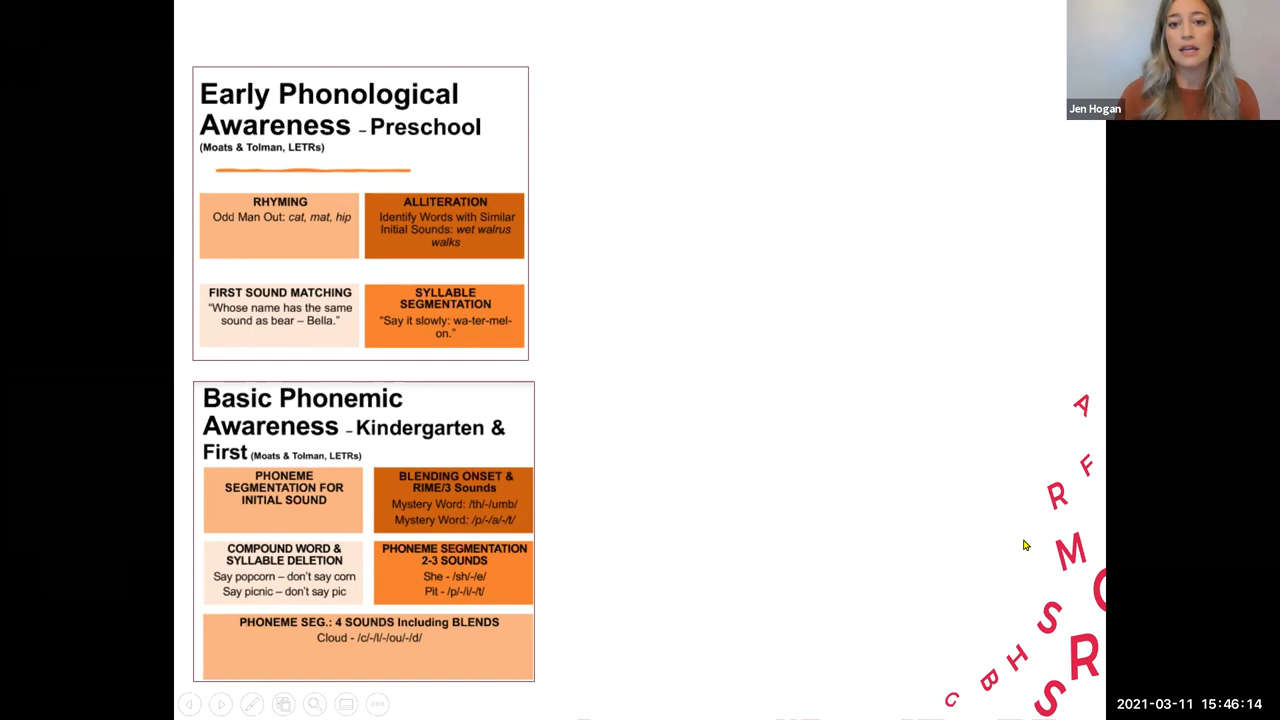 Early Phonological
Awareness – Preschool
(Moats & Tolman, LETRs)
RHYMING
Odd Man Out: cat, mat, hip
ALLITERATION
Identify Words with Similar
Initial Sounds: wet walrus
walks
FIRST SOUND MATCHING
“Whose name has the same
sound as bear – Bella.”
SYLLABLE
SEGMENTATION
“Say it slowly: wa-ter-mel-
on.”
Basic Phonemic
Awareness – Kindergarten &
First (Moats & Tolman, LETRs)
PHONEME
SEGMENTATION FOR
INITIAL SOUND
BLENDING ONSET &
RIME/3 Sounds
Mystery Word: /th/-/umb/
Mystery Word: /p/-/a/-/t/
COMPOUND WORD &
SYLLABLE DELETION
Say popcorn – don’t say corn
Say picnic – don’t say pic
PHONEME SEGMENTATION
2-3 SOUNDS
She - /sh/-/e/
Pit - /p/-/i/-/t/
PHONEME SEG.: 4 SOUNDS Including BLENDS
Cloud - /c/-/l/-/ou/-/d/
Jen Hogan
A
F
R
M
S
H
R
B
C
S
2021-03-11 15:46:14